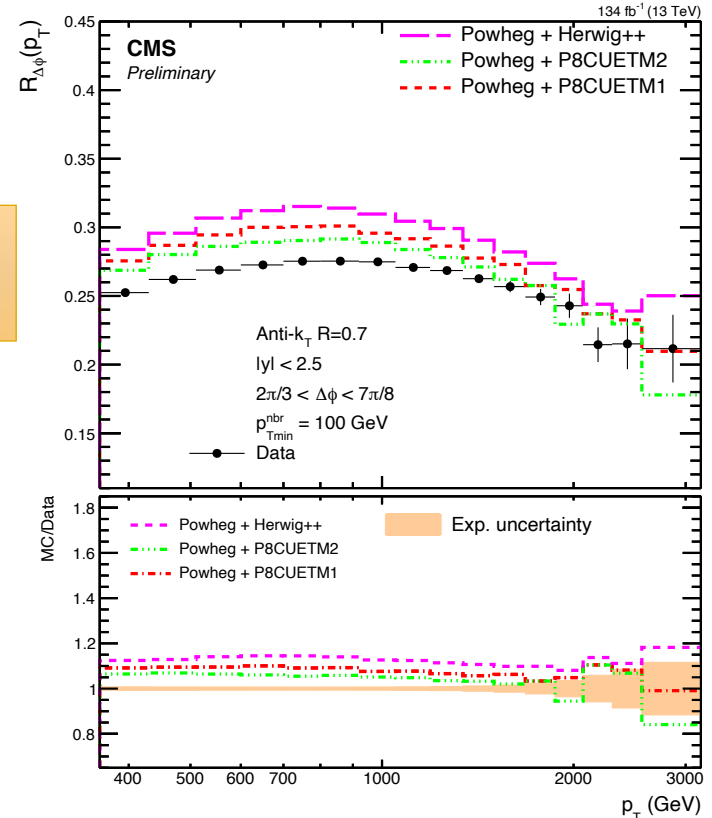 134 fb⁻¹ (13 TeV)
R_Δϕ(p_T)
CMS
Preliminary
Powheg + Herwig++
Powheg + P8CUETM2
Powheg + P8CUETM1
0.45
0.4
0.35
0.3
0.25
0.2
0.15
Anti-k_T R=0.7
|y| < 2.5
2π/3 < Δϕ < 7π/8
p_Tmin^nbr = 100 GeV
Data
MC/Data
1.8
1.6
1.4
1.2
1
0.8
Powheg + Herwig++
Powheg + P8CUETM2
Powheg + P8CUETM1
Exp. uncertainty
400 500 600 700 1000 2000 3000
p_T (GeV)